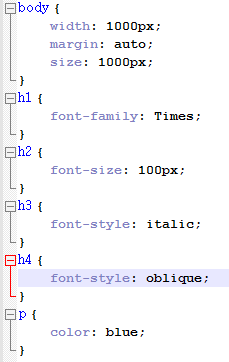 body {
width: 1000px;
margin: auto;
size: 1000px;
}
h1 {
font-family: Times;
}
h2 {
font-size: 100px;
}
h3 {
font-style: italic;
}
h4 {
font-style: oblique;
}
p {
color: blue;
}